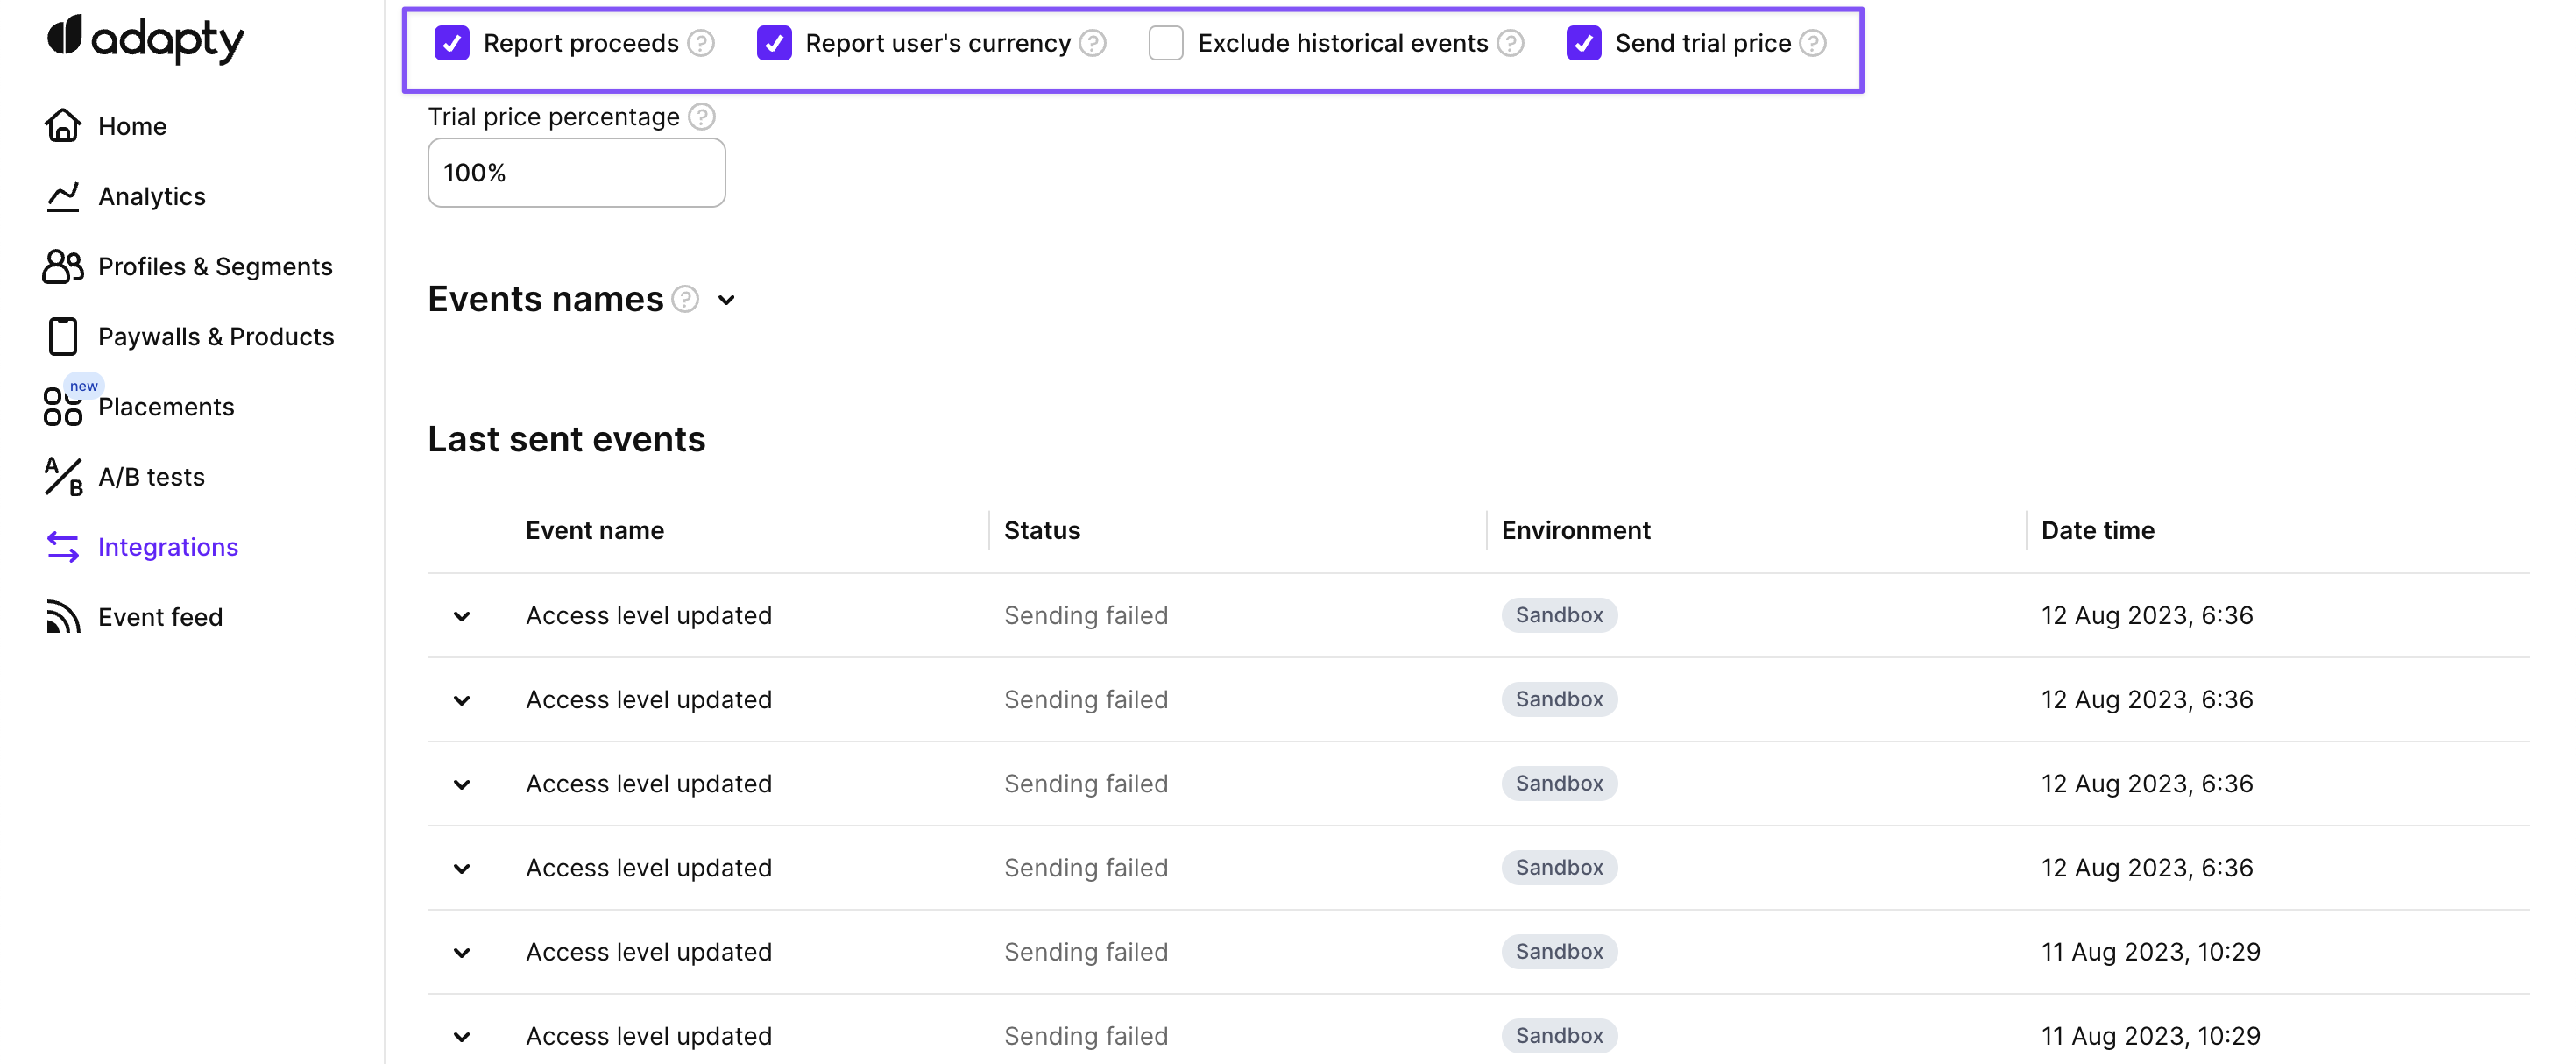 adapty
Home
Analytics
Profiles & Segments
Paywalls & Products
new
Placements
A/B tests
Integrations
Event feed
Report proceeds ? Report user's currency ? Exclude historical events ? Send trial price ?
Trial price percentage ?
100%
Events names ?
Last sent events
Event name Status Environment Date time
Access level updated Sending failed Sandbox 12 Aug 2023, 6:36
Access level updated Sending failed Sandbox 12 Aug 2023, 6:36
Access level updated Sending failed Sandbox 12 Aug 2023, 6:36
Access level updated Sending failed Sandbox 12 Aug 2023, 6:36
Access level updated Sending failed Sandbox 11 Aug 2023, 10:29
Access level updated Sending failed Sandbox 11 Aug 2023, 10:29